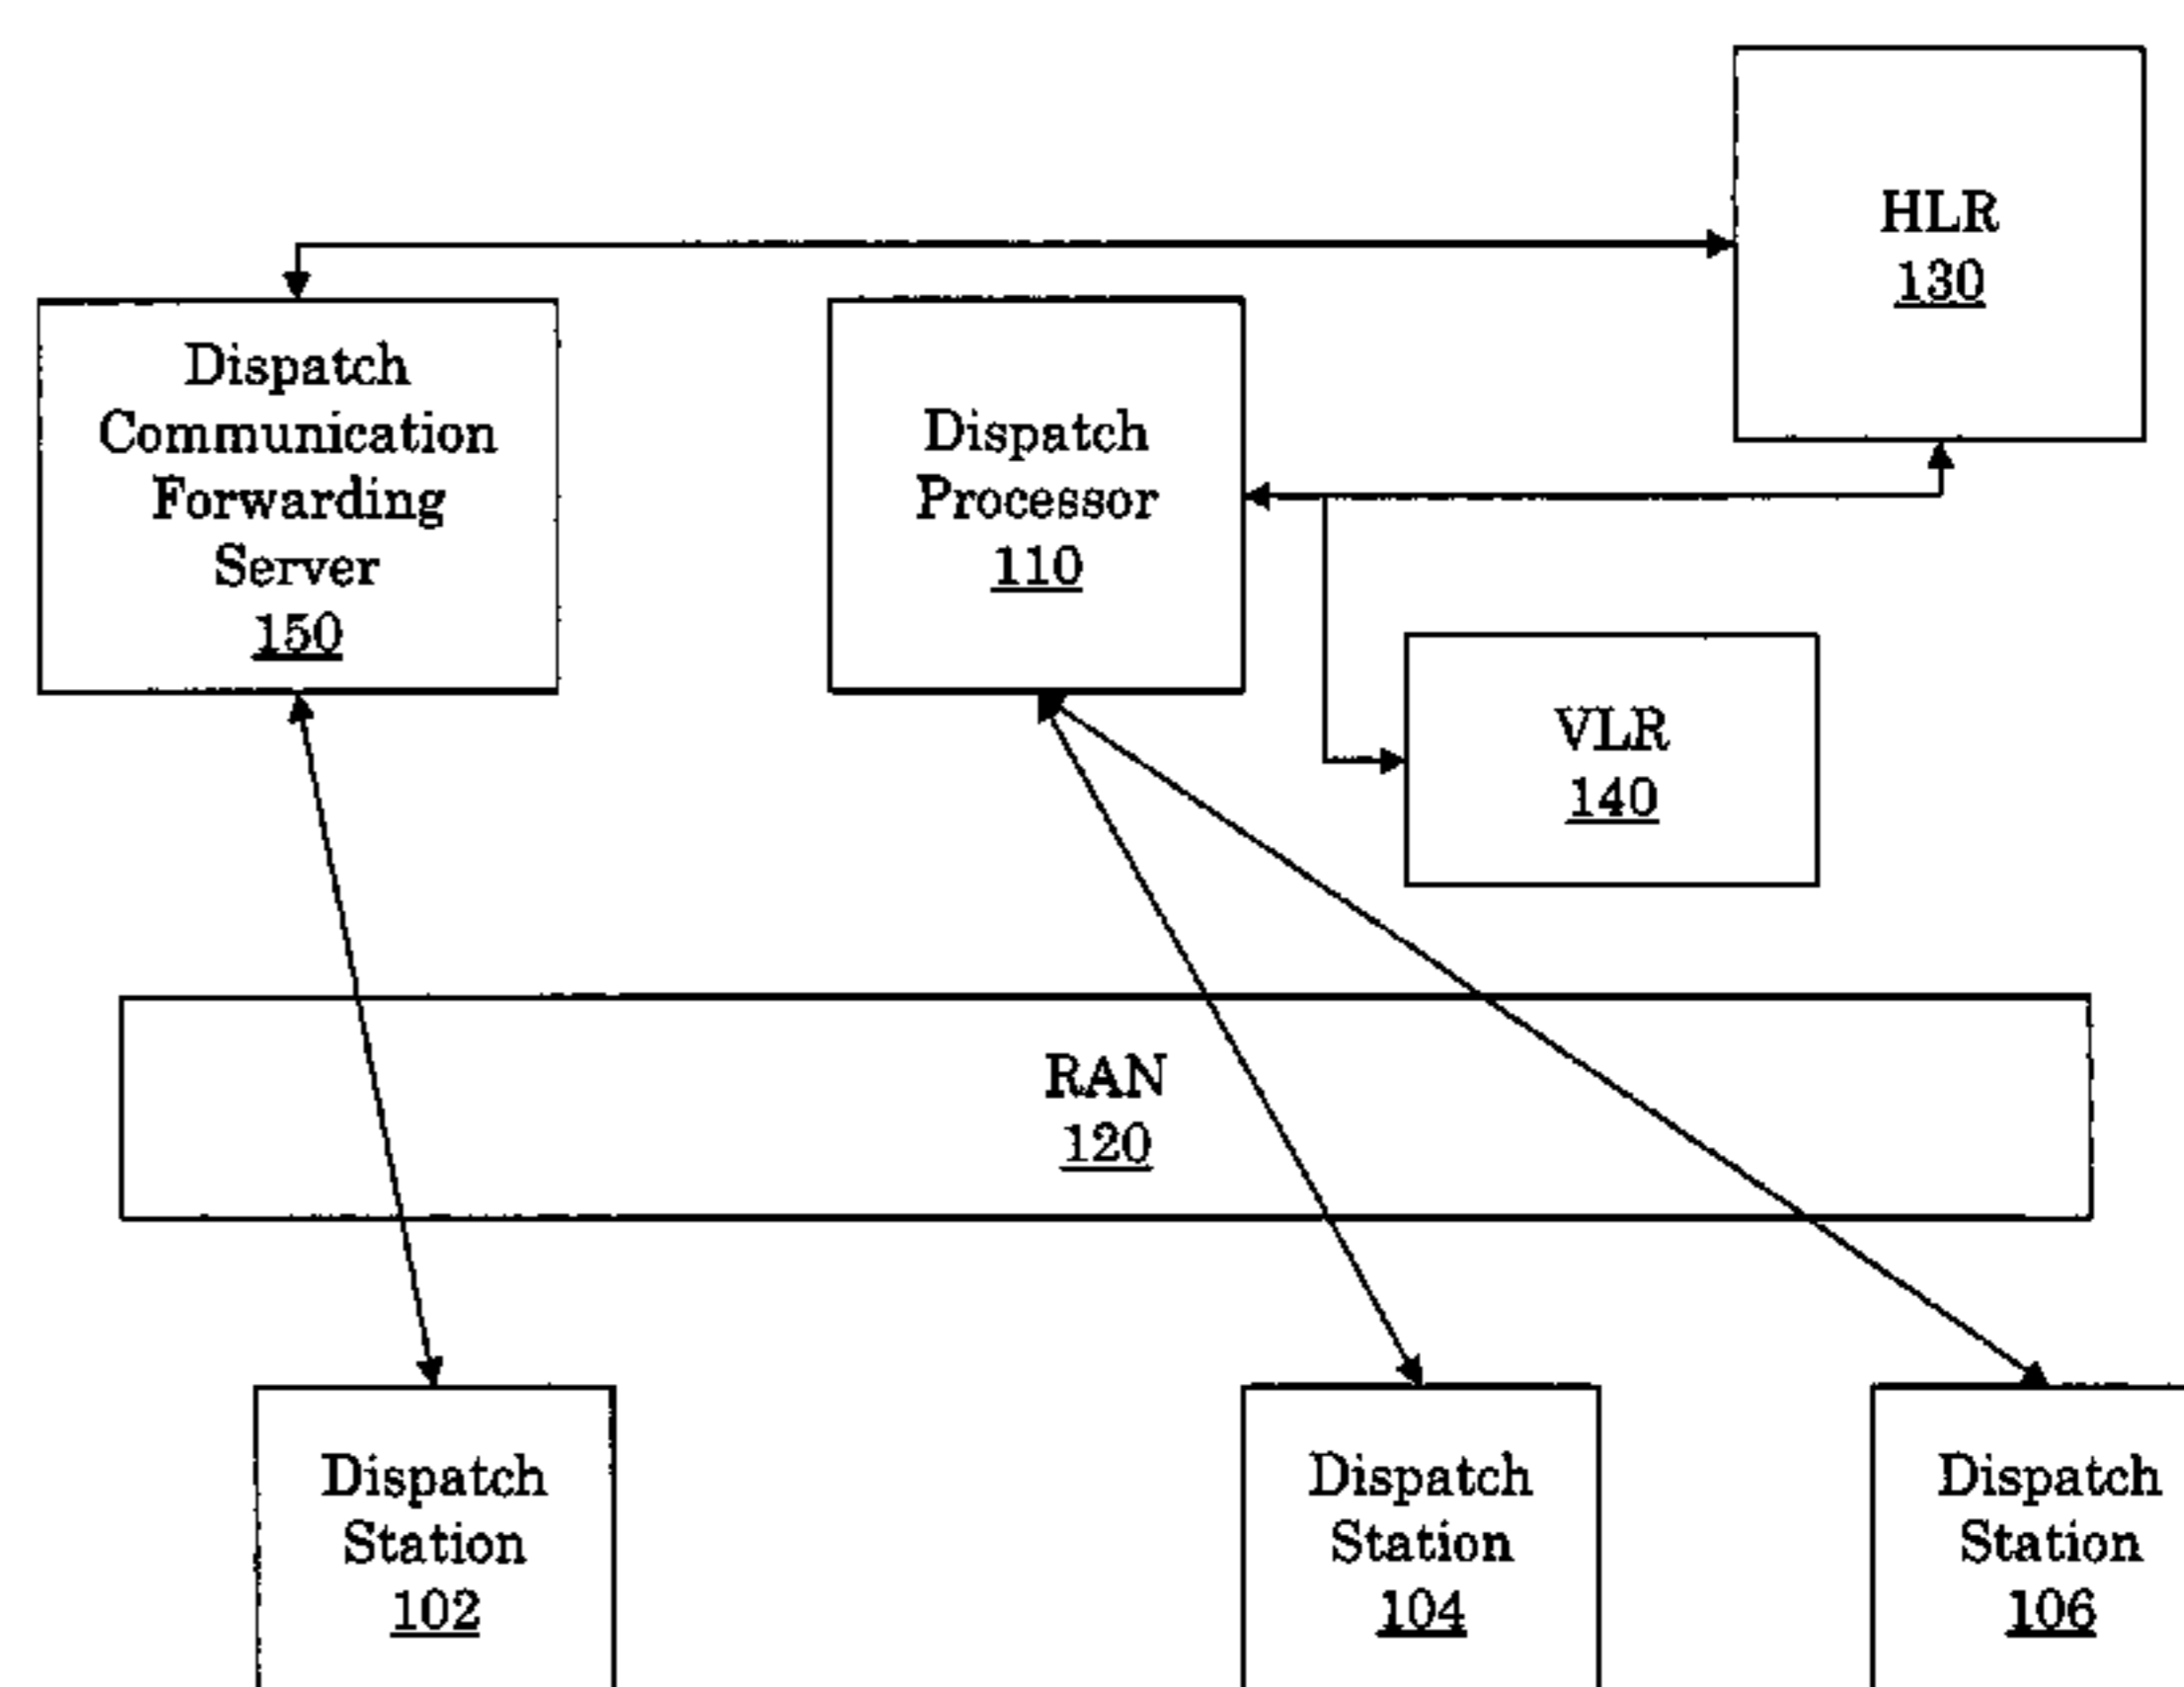 HLR
130
Dispatch
Communication
Forwarding
Server
150
Dispatch
Processor
110
VLR
140
RAN
120
Dispatch
Station
102
Dispatch
Station
104
Dispatch
Station
106